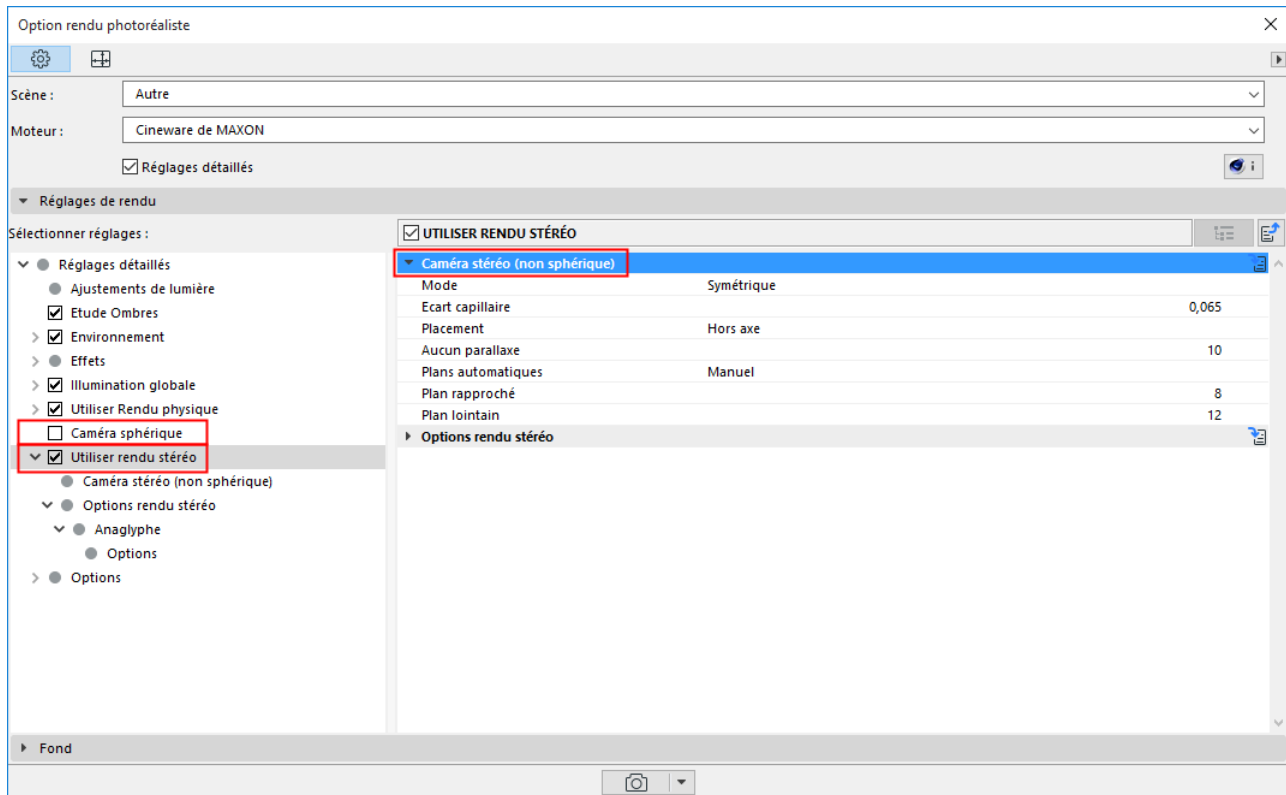 Option rendu photoréaliste
Scène :
Autre
Moteur :
Cineware de MAXON
Réglages détaillés
i
Réglages de rendu
Sélectionner réglages :
Réglages détaillés
Ajustements de lumière
Etude Ombres
Environnement
Effets
Illumination globale
Utiliser Rendu physique
Caméra sphérique
Utiliser rendu stéréo
Caméra stéréo (non sphérique)
Options rendu stéréo
Anaglyphe
Options
Options
UTILISER RENDU STÉRÉO
Caméra stéréo (non sphérique)
Mode Symétrique
Ecart capillaire 0,065
Placement Hors axe
Aucun parallaxe 10
Plans automatiques Manuel
Plan rapproché 8
Plan lointain 12
Options rendu stéréo
Fond